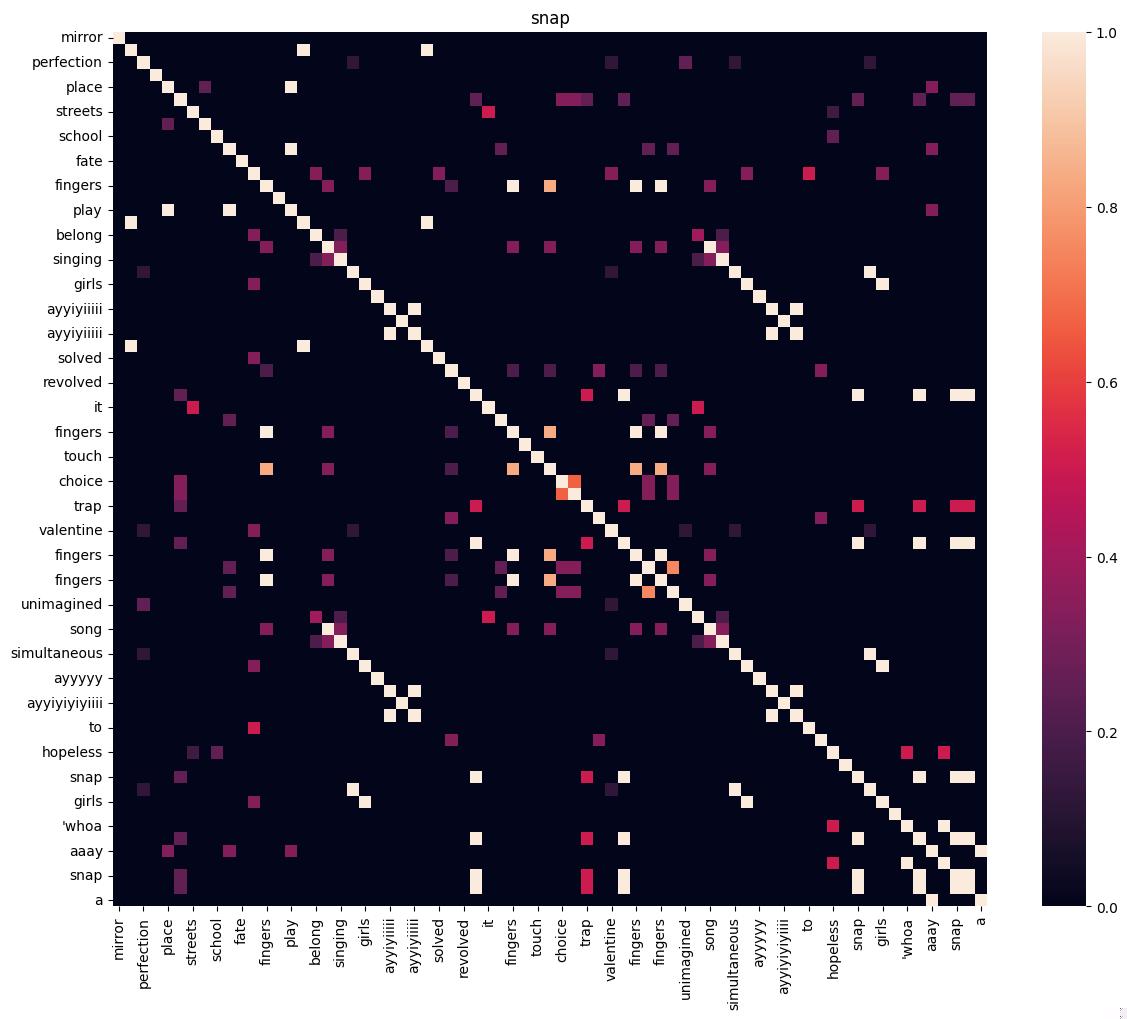 snap
mirror
perfection
place
streets
school
fate
fingers
play
belong
singing
girls
ayyiyiiiii
ayyiyiiiii
solved
revolved
it
fingers
touch
choice
trap
valentine
fingers
fingers
unimagined
song
simultaneous
ayyyyy
ayyiyiyiyiiii
to
hopeless
snap
girls
'whoa
aaay
snap
a
1.0
0.8
0.6
0.4
0.2
0.0
mirror
perfection
place
streets
school
fate
fingers
play
belong
singing
girls
ayyiyiiiii
ayyiyiiiii
solved
revolved
it
fingers
touch
choice
trap
valentine
fingers
fingers
unimagined
song
simultaneous
ayyyyy
ayyiyiyiyiiii
to
hopeless
snap
girls
'whoa
aaay
snap
a